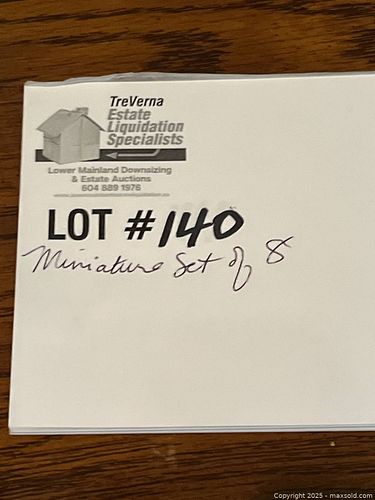 TreVerna
Estate
Liquidation
Specialists
Lower Mainland Downsizing
& Estate Auctions
604 889 1976
LOT #140
Miniature Set of 8
Copyright 2025 - maxsold.com